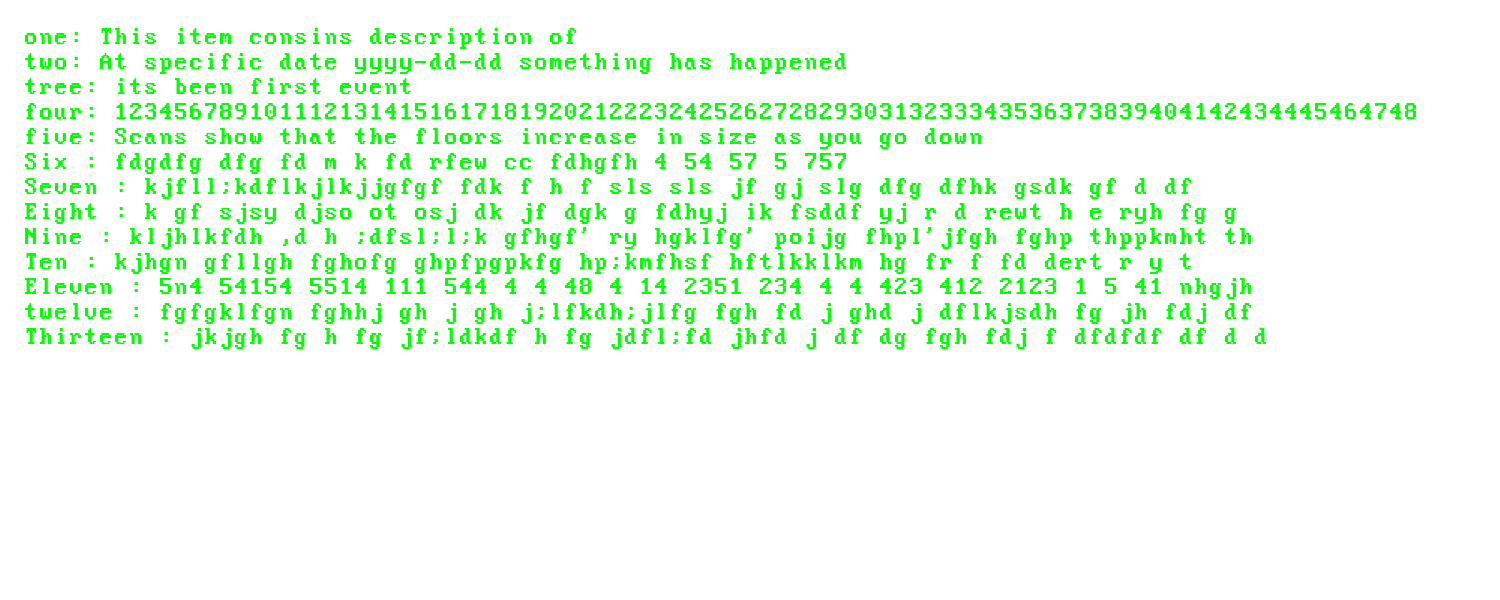 one: This item consins description of
two: At specific date yyyy-dd-dd something has happened
tree: its been first event
four: 123456789101112131415161718192021222324252627282930313233343536373839404142434445464748
five: Scans show that the floors increase in size as you go down
Six : fdgdfg dfg fd m k fd rfew cc fdhgfh 4 54 57 5 757
Seven : kjfll;kdflkjlkjjgfgf fdk f h f sls sls jf gj slg dfg dfhk gsdk gf d df
Eight : k gf sjsy djso ot osj dk jf dgk g fdhyj ik fsddf yj r d rewt h e ryh fg g
Nine : kljhlkfdh ,d h ;dfsl;l;k gfhgf' ry hgklfg' poijg fhpl'jfgh fghp thppkmht th
Ten : kjhgn gfllgh fghofg ghpfpgpkfg hp;kmfhsf hftlkklkm hg fr f fd dert r y t
Eleven : 5n4 54154 5514 111 544 4 4 48 4 14 2351 234 4 4 423 412 2123 1 5 41 nhgjh
twelve : fgfgklfgn fghhj gh j gh j;lfkdh;jlfg fgh fd j ghd j dflkjsdh fg jh fdj df
Thirteen : jkjgh fg h fg jf;ldkdf h fg jdfl;fd jhfd j df dg fgh fdj f dfdfdf df d d